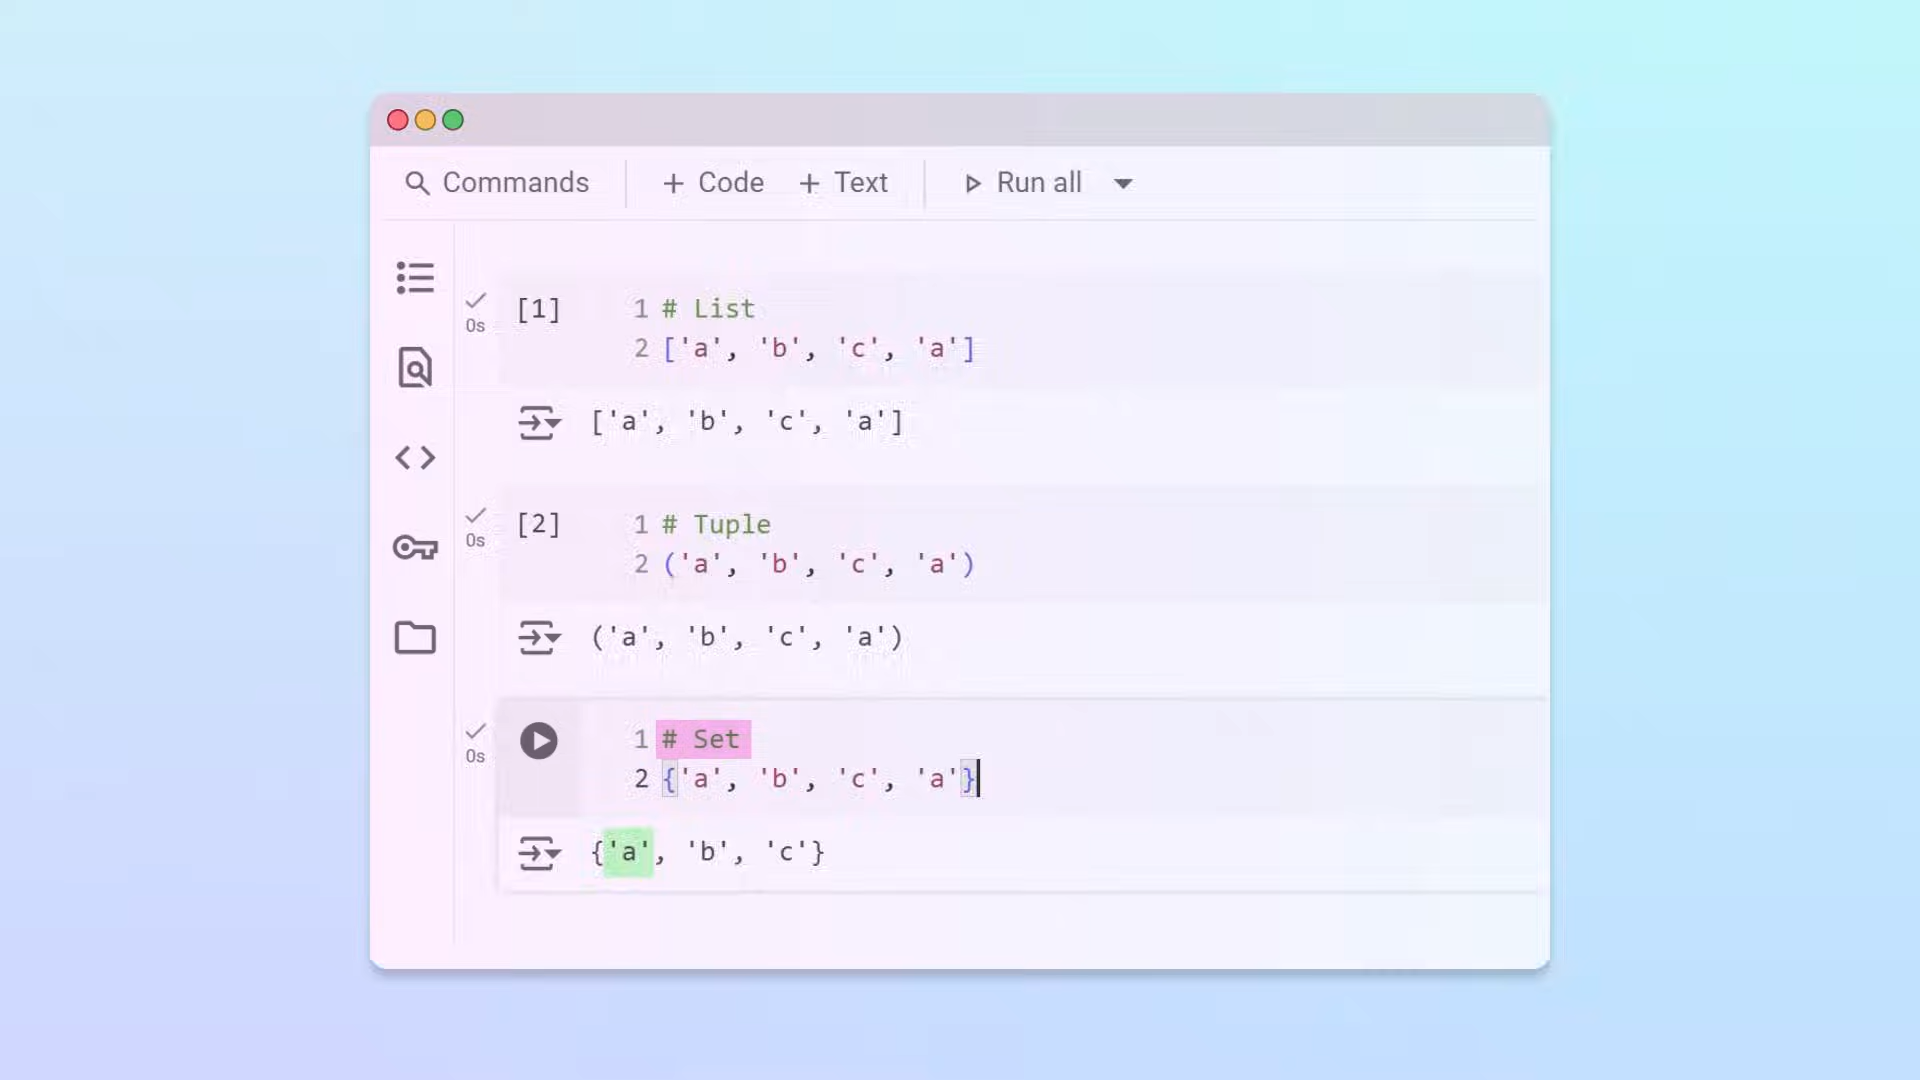 Commands + Code + Text Run all
0s [1] 1 # List
2 ['a', 'b', 'c', 'a']
['a', 'b', 'c', 'a']
0s [2] 1 # Tuple
2 ('a', 'b', 'c', 'a')
('a', 'b', 'c', 'a')
0s 1 # Set
2 {'a', 'b', 'c', 'a'}
{'a', 'b', 'c'}